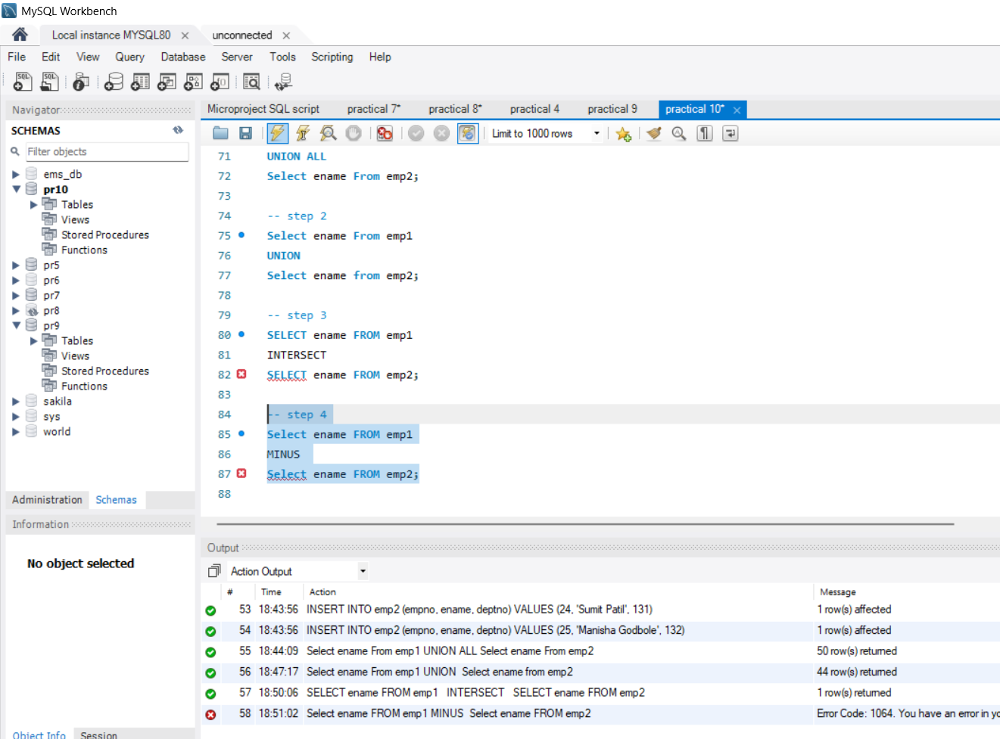 MySQL Workbench
Local instance MYSQL80
unconnected
File Edit View Query Database Server Tools Scripting Help
Navigator
SCHEMAS
Filter objects
ems_db
pr10
Tables
Views
Stored Procedures
Functions
pr5
pr6
pr7
pr8
pr9
Tables
Views
Stored Procedures
Functions
sakila
sys
world
Administration Schemas
Information
No object selected
Object Info Session
Microproject SQL script practical 7* practical 8* practical 4 practical 9 practical 10*
Limit to 1000 rows
71 UNION ALL
72 Select ename From emp2;
73
74 -- step 2
75 Select ename From emp1
76 UNION
77 Select ename from emp2;
78
79 -- step 3
80 SELECT ename FROM emp1
81 INTERSECT
82 SELECT ename FROM emp2;
83
84 -- step 4
85 Select ename FROM emp1
86 MINUS
87 Select ename FROM emp2;
88
Output
Action Output
# Time Action Message
53 18:43:56 INSERT INTO emp2 (empno, ename, deptno) VALUES (24, 'Sumit Patil', 131) 1 row(s) affected
54 18:43:56 INSERT INTO emp2 (empno, ename, deptno) VALUES (25, 'Manisha Godbole', 132) 1 row(s) affected
55 18:44:09 Select ename From emp1 UNION ALL Select ename From emp2 50 row(s) returned
56 18:47:17 Select ename From emp1 UNION Select ename from emp2 44 row(s) returned
57 18:50:06 SELECT ename FROM emp1 INTERSECT SELECT ename FROM emp2 1 row(s) returned
58 18:51:02 Select ename FROM emp1 MINUS Select ename FROM emp2 Error Code: 1064. You have an error in yo